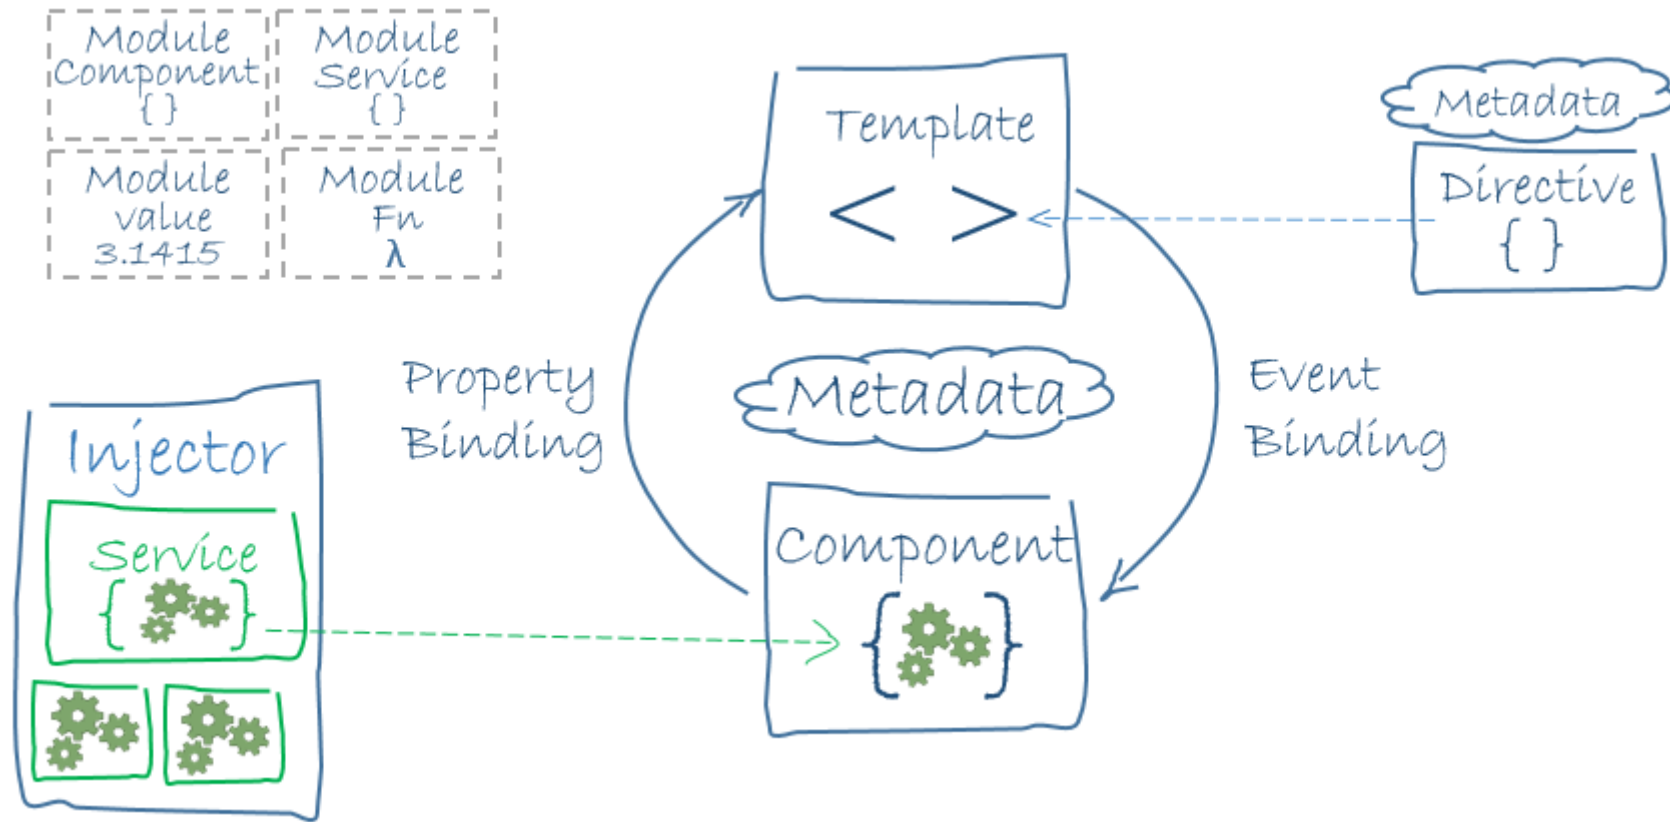 Module
Component
{ }
Module
Service
{ }
Module
value
3.1415
Module
Fn
λ
Template
< >
Metadata
Directive
{ }
Property
Binding
Metadata
Event
Binding
Injector
Service
{ }
Component
{ }